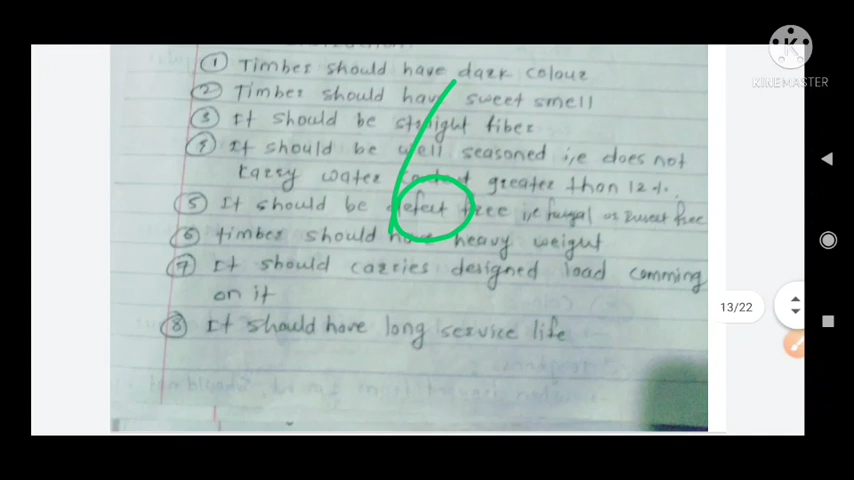 ① Timber should have dark colour
② Timber should have sweet smell
③ It should be straight fiber
④ It should be well seasoned i,e does not
carry water content greater than 12%.
⑤ It should be defect free i,e fungal or insect free
⑥ timber should have heavy weight
⑦ It should carries designed load comming
on it
⑧ It should have long service life
13/22
KINEMASTER